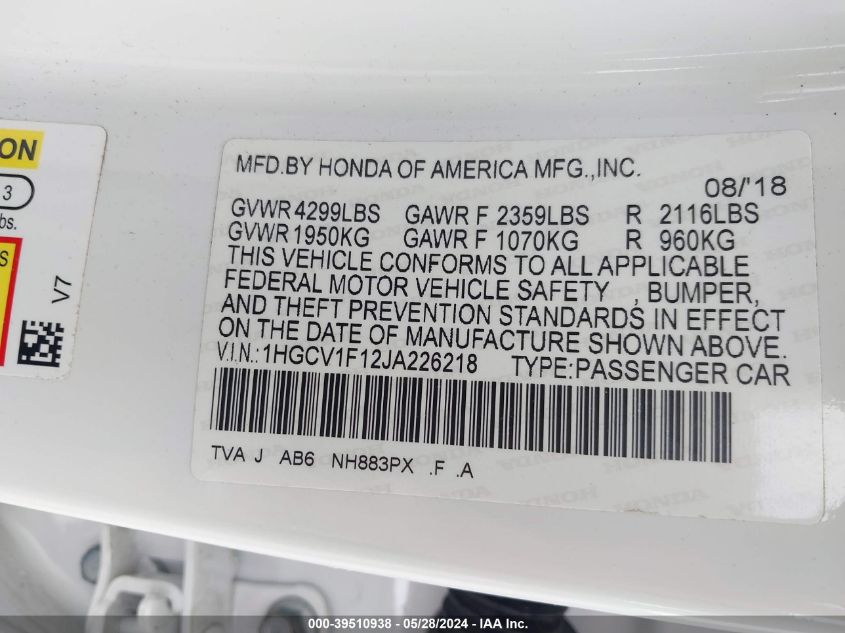 ON
3
bs.
S
V7
MFD.BY HONDA OF AMERICA MFG.,INC.
08/'18
GVWR 4299LBS GAWR F 2359LBS R 2116LBS
GVWR 1950KG GAWR F 1070KG R 960KG
THIS VEHICLE CONFORMS TO ALL APPLICABLE
FEDERAL MOTOR VEHICLE SAFETY , BUMPER,
AND THEFT PREVENTION STANDARDS IN EFFECT
ON THE DATE OF MANUFACTURE SHOWN ABOVE.
V.I.N.:1HGCV1F12JA226218 TYPE:PASSENGER CAR
TVA J AB6 NH883PX .F .A
000-39510938 - 05/28/2024 - IAA Inc.